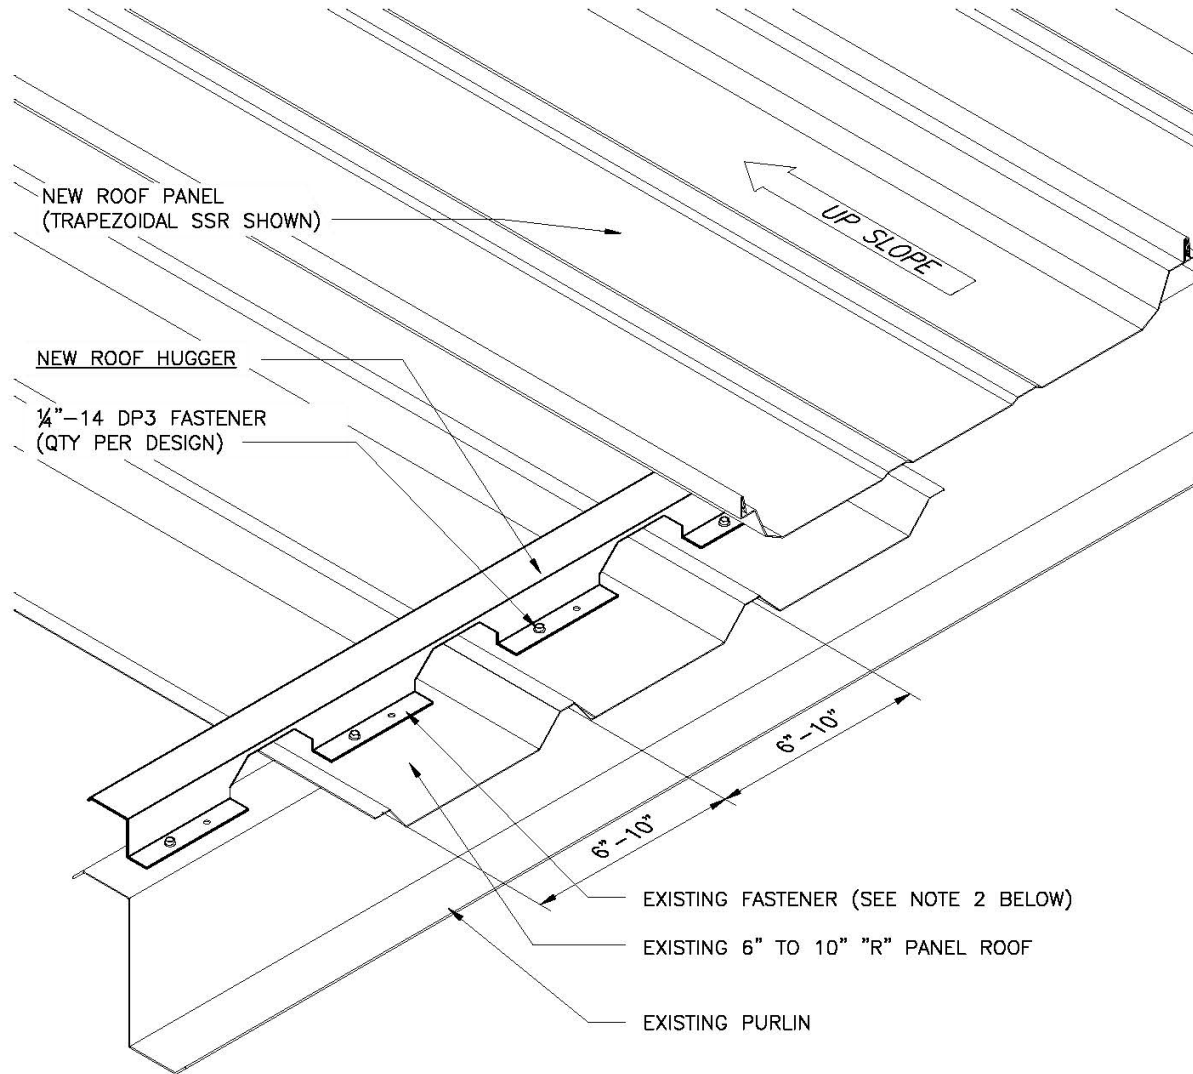 NEW ROOF PANEL
(TRAPEZOIDAL SSR SHOWN)
UP SLOPE
NEW ROOF HUGGER
¼"-14 DP3 FASTENER
(QTY PER DESIGN)
6"-10"
6"-10"
EXISTING FASTENER (SEE NOTE 2 BELOW)
EXISTING 6" TO 10" "R" PANEL ROOF
EXISTING PURLIN